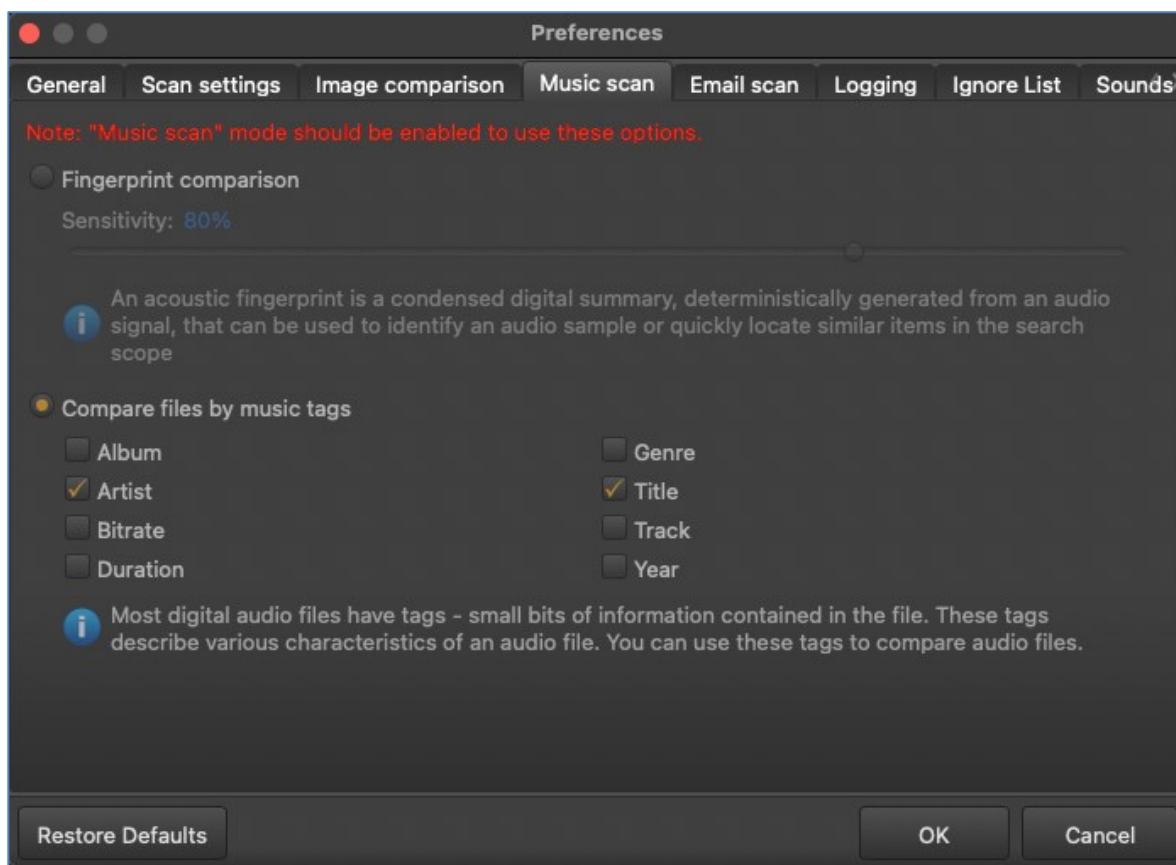 Preferences
General Scan settings Image comparison Music scan Email scan Logging Ignore List Sounds
Note: "Music scan" mode should be enabled to use these options.
Fingerprint comparison
Sensitivity: 80%
An acoustic fingerprint is a condensed digital summary, deterministically generated from an audio
signal, that can be used to identify an audio sample or quickly locate similar items in the search
scope
Compare files by music tags
Album Genre
Artist Title
Bitrate Track
Duration Year
Most digital audio files have tags - small bits of information contained in the file. These tags
describe various characteristics of an audio file. You can use these tags to compare audio files.
Restore Defaults OK Cancel